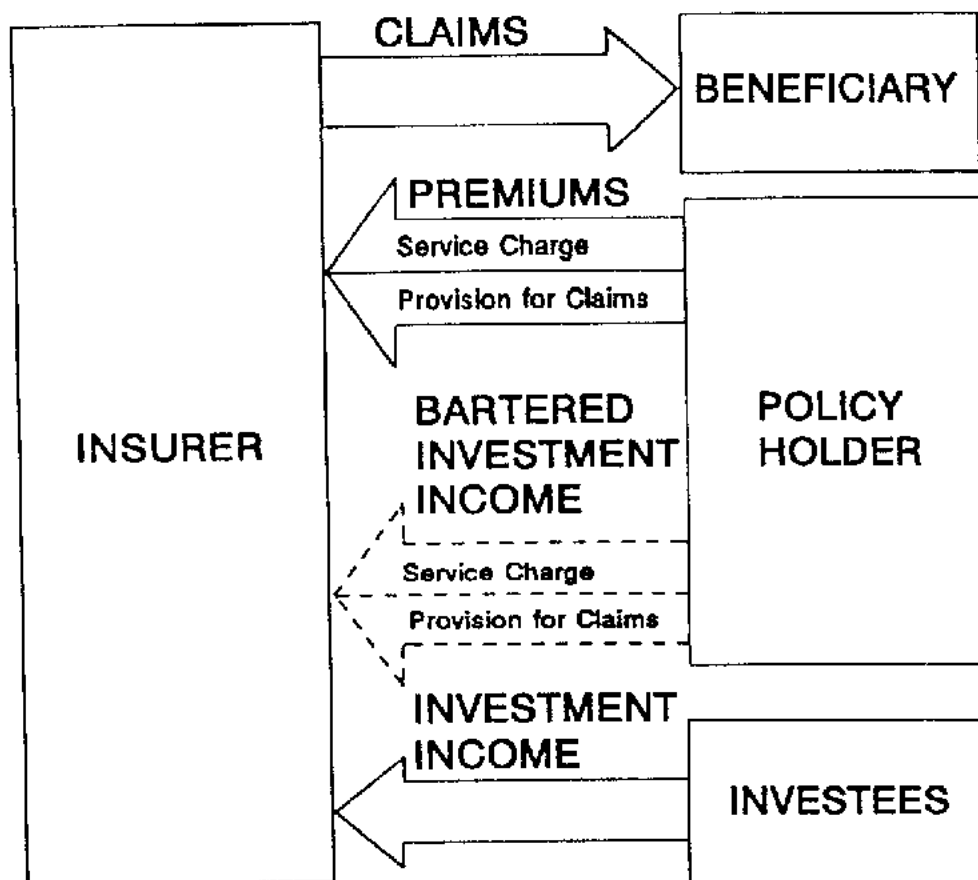 CLAIMS
BENEFICIARY
PREMIUMS
Service Charge
Provision for Claims
INSURER
BARTERED
INVESTMENT
INCOME
POLICY
HOLDER
Service Charge
Provision for Claims
INVESTMENT
INCOME
INVESTEES